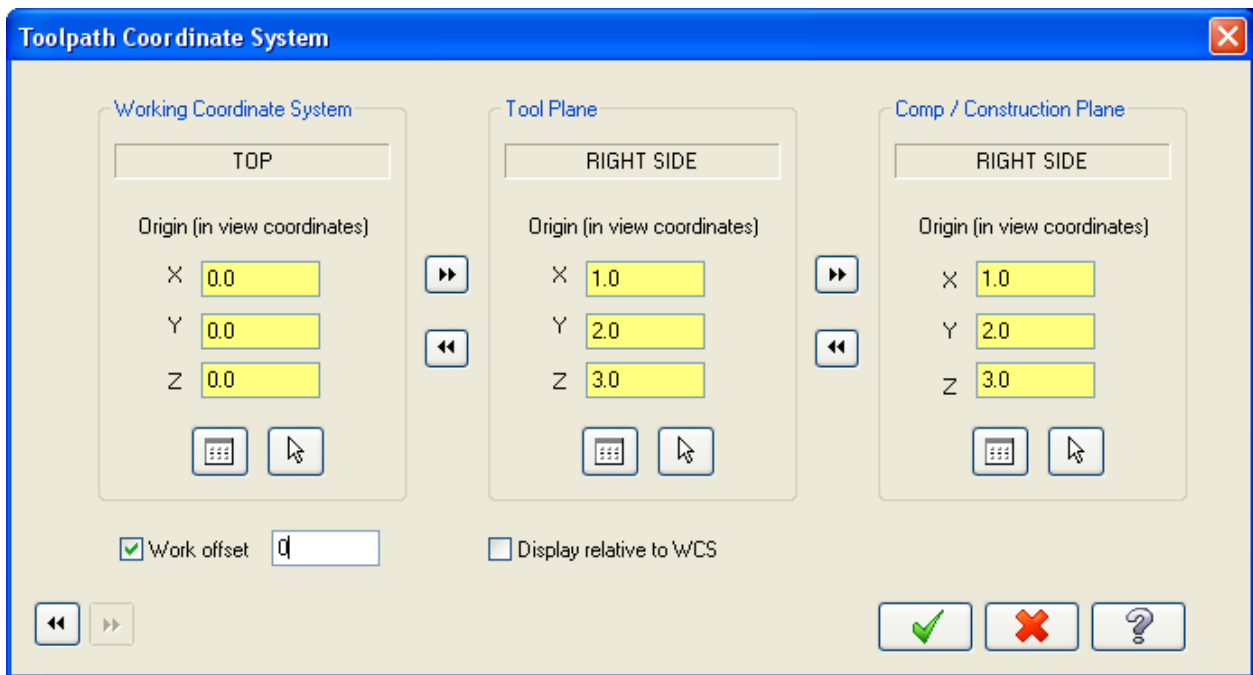 Toolpath Coordinate System
Working Coordinate System
TOP
Origin (in view coordinates)
X 0.0
Y 0.0
Z 0.0
Tool Plane
RIGHT SIDE
Origin (in view coordinates)
X 1.0
Y 2.0
Z 3.0
Comp / Construction Plane
RIGHT SIDE
Origin (in view coordinates)
X 1.0
Y 2.0
Z 3.0
Work offset 0
Display relative to WCS